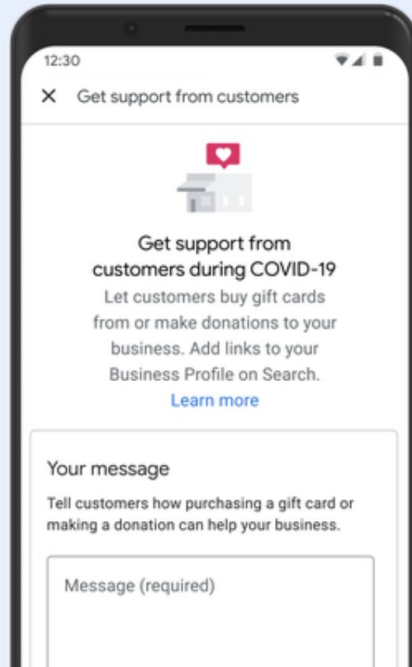 12:30
Get support from customers
Get support from
customers during COVID-19
Let customers buy gift cards
from or make donations to your
business. Add links to your
Business Profile on Search.
Learn more
Your message
Tell customers how purchasing a gift card or
making a donation can help your business.
Message (required)